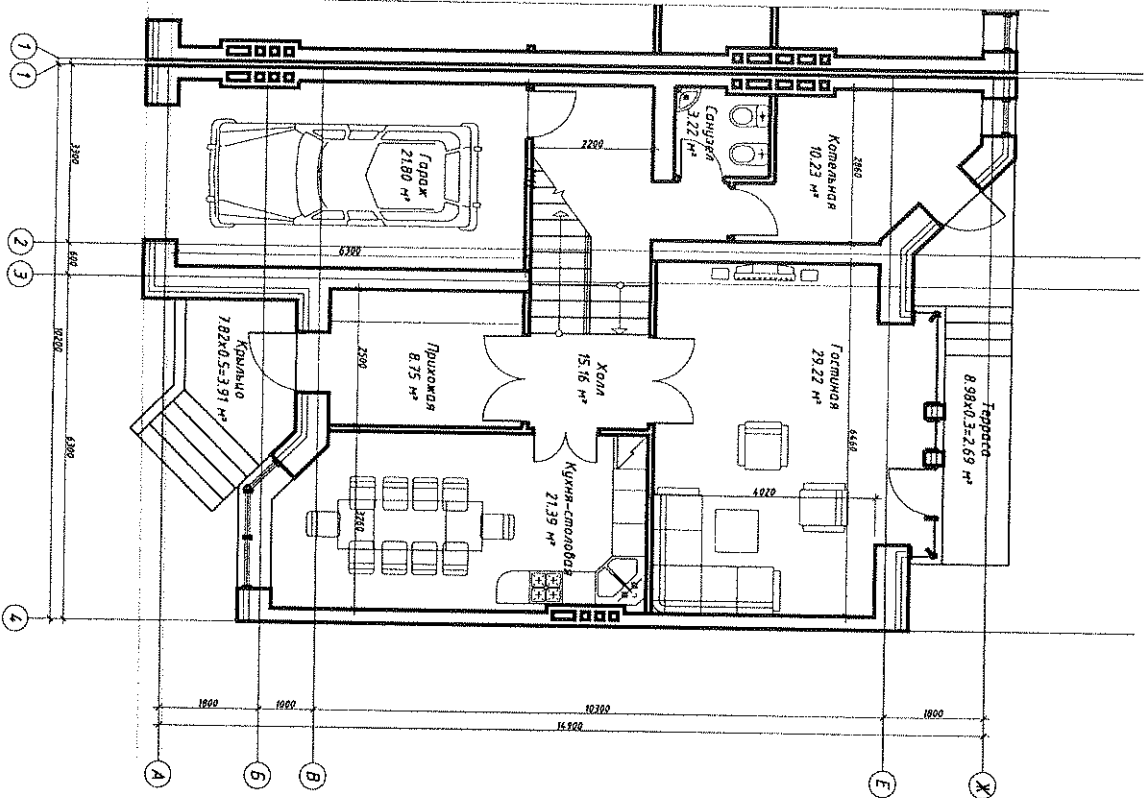 Гараж
21.80 м²
Санузел
3.22 м²
Котельная
10.23 м²
Крыльцо
7.82х0.5=3.91 м²
Прихожая
8.75 м²
Холл
15.16 м²
Гостиная
29.22 м²
Терраса
8.98х0.3=2.69 м²
Кухня-столовая
21.39 м²
2200
2860
6300
2500
6460
4020
3260
3300
600
10200
6300
1800
1000
10300
1800
14900
1
1
2
3
4
А
Б
В
Е
Ж